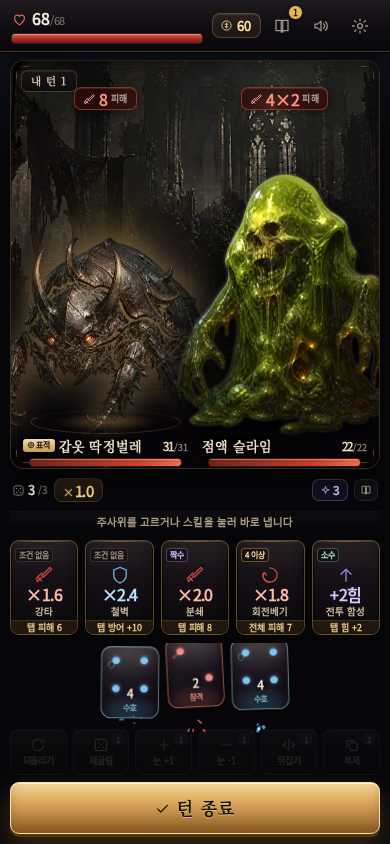 68/68
60
1
내 턴 1
8 피해
4×2 피해
표적 갑옷 딱정벌레 31/31
점액 슬라임 22/22
3/3
×1.0
3
주사위를 고르거나 스킬을 눌러 바로 냅니다
조건 없음
×1.6
강타
탭 피해 6
조건 없음
×2.4
철벽
탭 방어 +10
짝수
×2.0
분쇄
탭 피해 8
4 이상
×1.8
회전베기
전체 피해 7
소수
+2힘
전투 함성
탭 힘 +2
4
수호
2
참격
4
수호
되돌리기
재굴림 1
눈 +1 1
눈 -1 1
뒤집기 1
복제 2
턴 종료